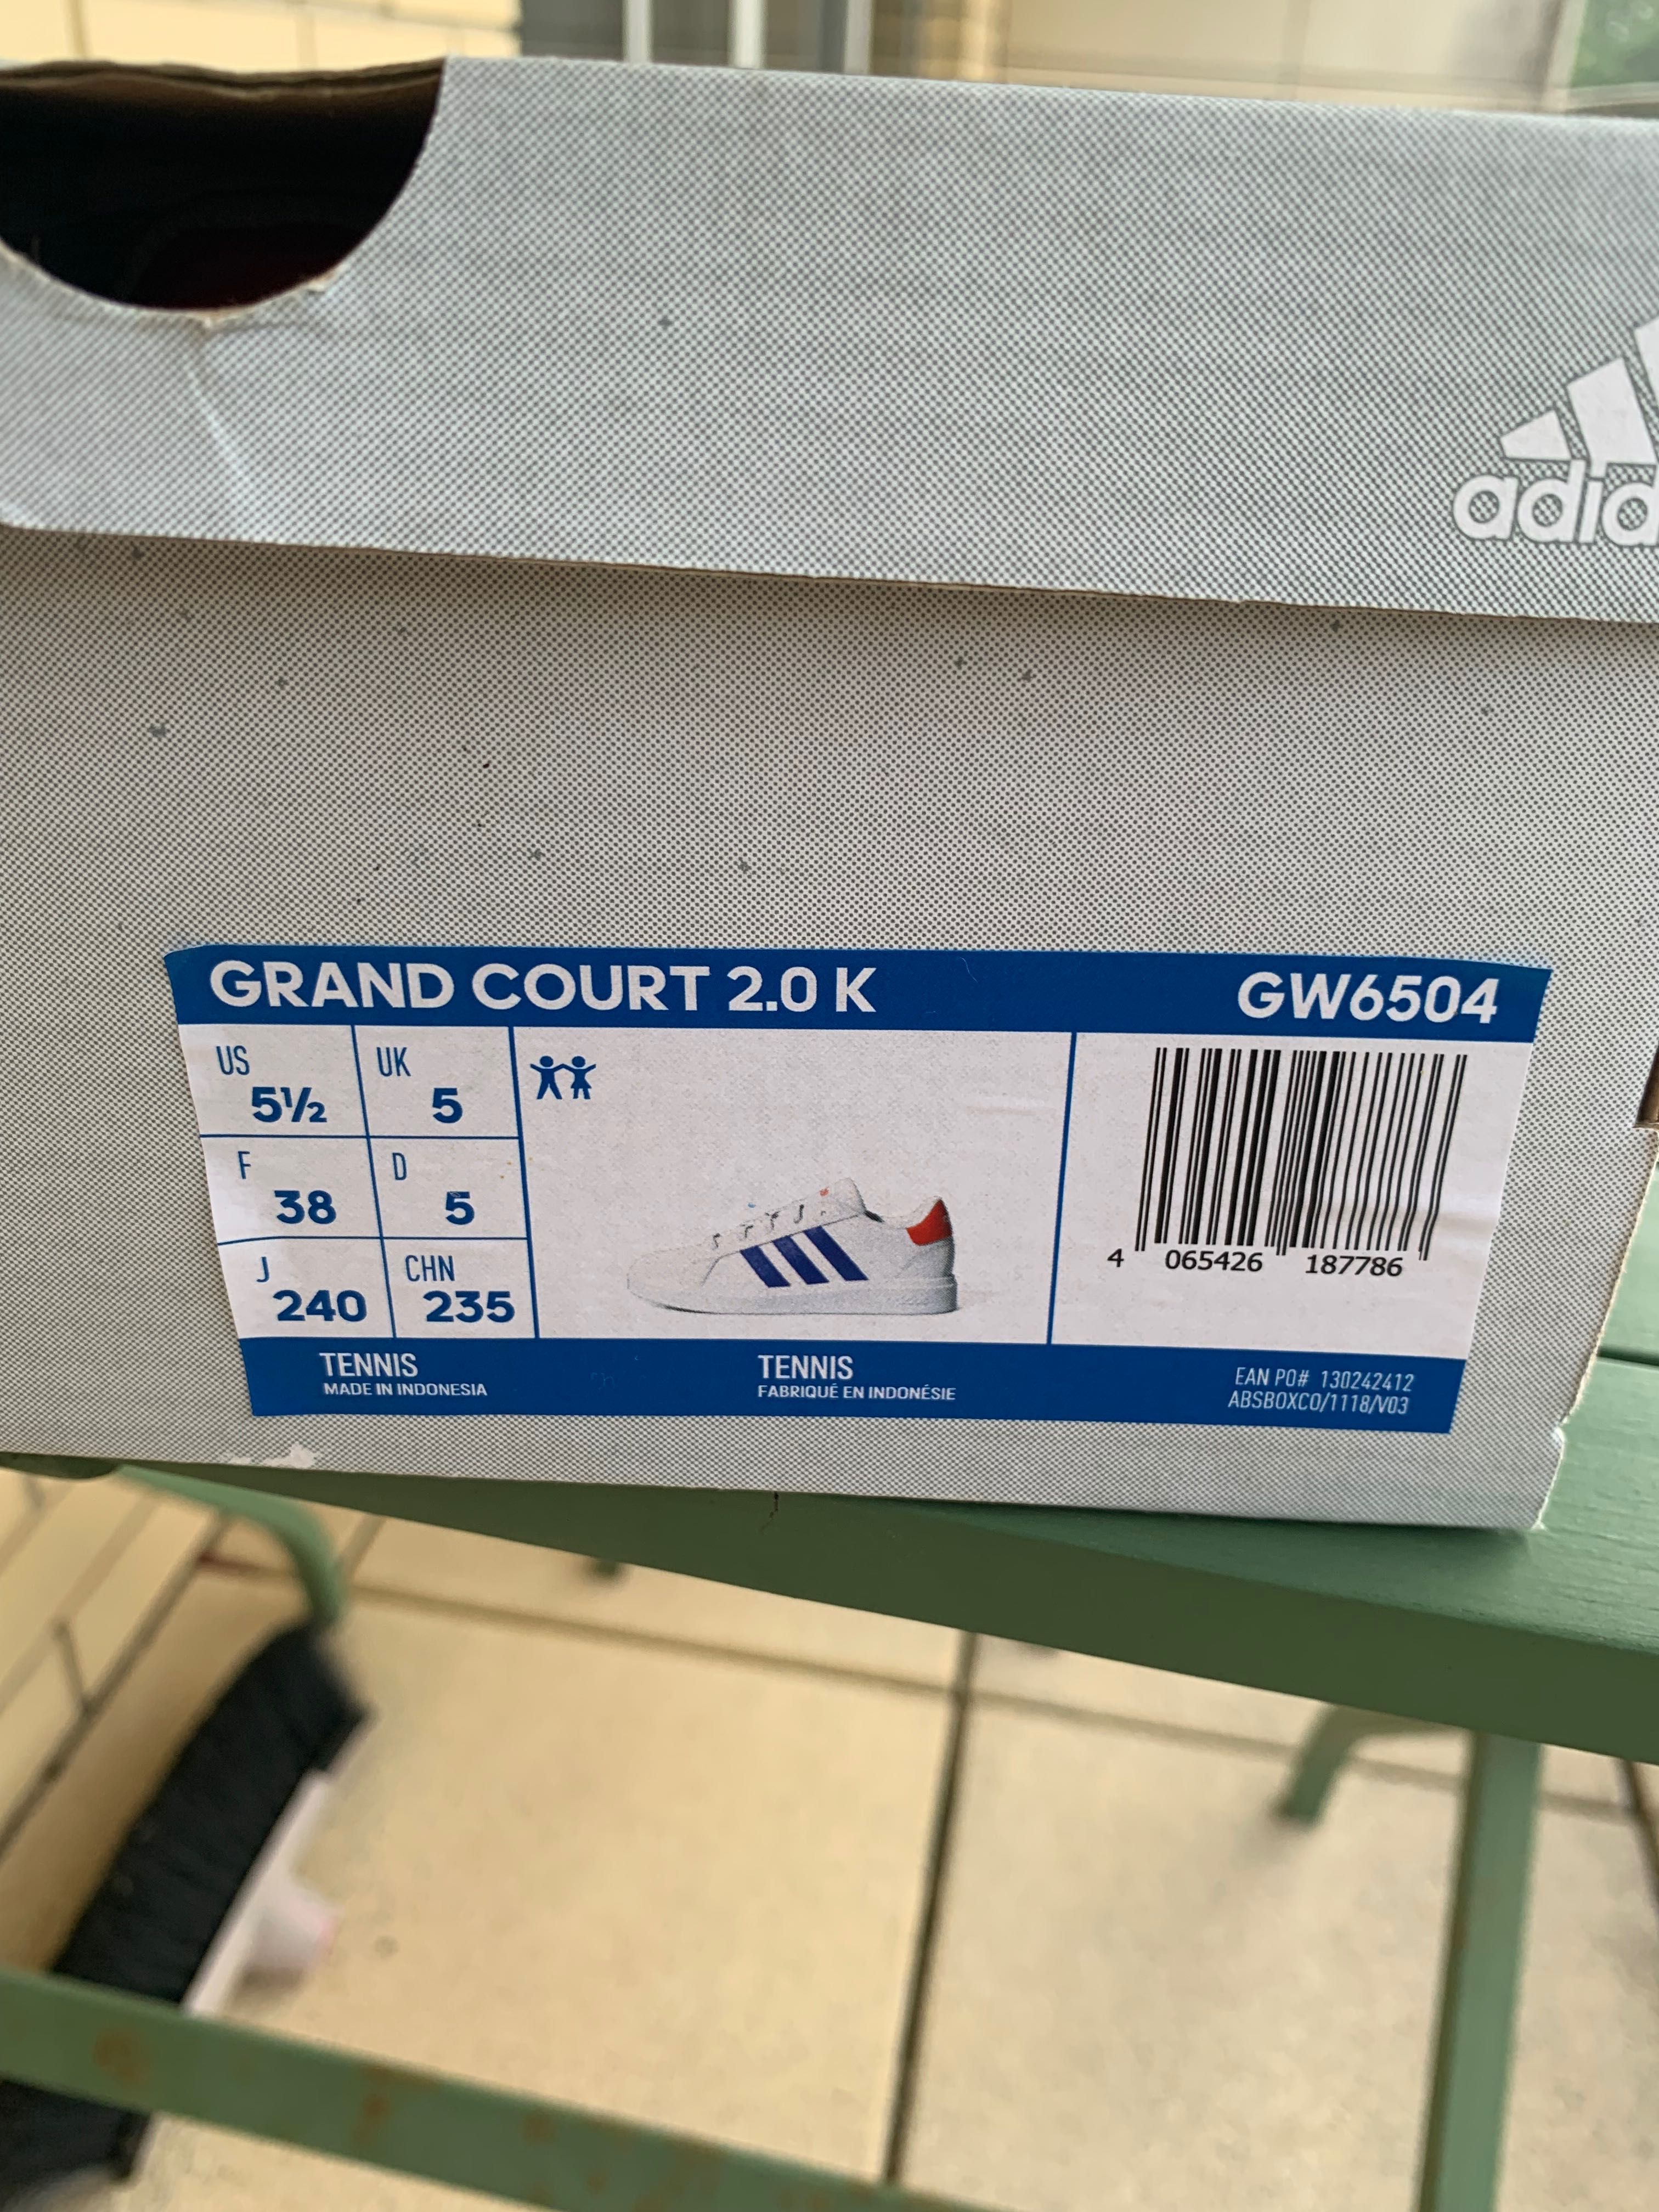 adid
GRAND COURT 2.0 K GW6504
US 5½ UK 5
F 38 D 5
J 240 CHN 235
4 065426 187786
TENNIS
MADE IN INDONESIA
TENNIS
FABRIQUÉ EN INDONÉSIE
EAN PO# 130242412
ABSBOXCO/1118/V03